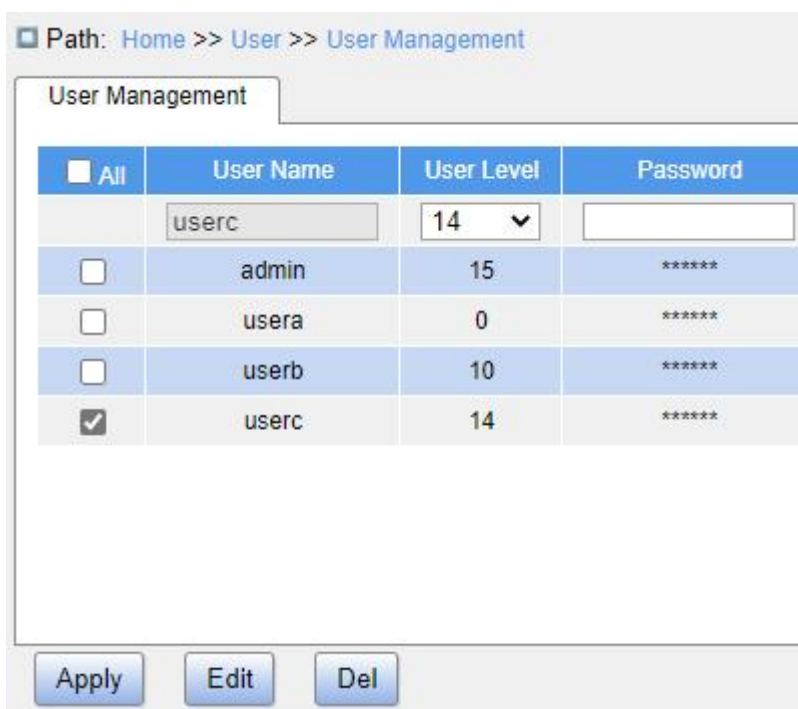 Path: Home >> User >> User Management
User Management
All User Name User Level Password
userc 14
admin 15 ******
usera 0 ******
userb 10 ******
userc 14 ******
Apply Edit Del